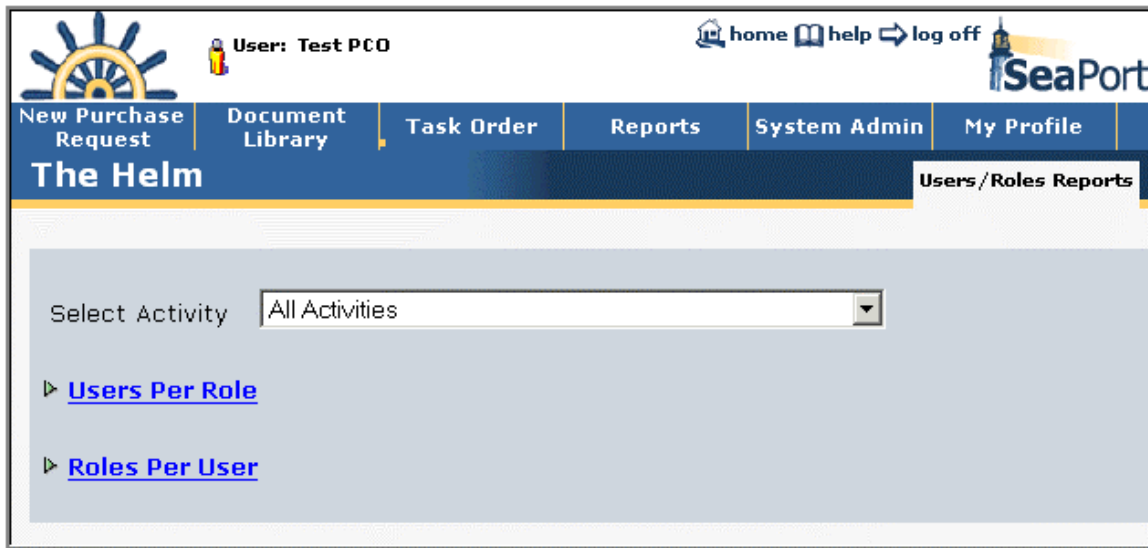 User: Test PCO
home help log off
SeaPort
New Purchase Request
Document Library
Task Order
Reports
System Admin
My Profile
The Helm
Users/Roles Reports
Select Activity
All Activities
Users Per Role
Roles Per User